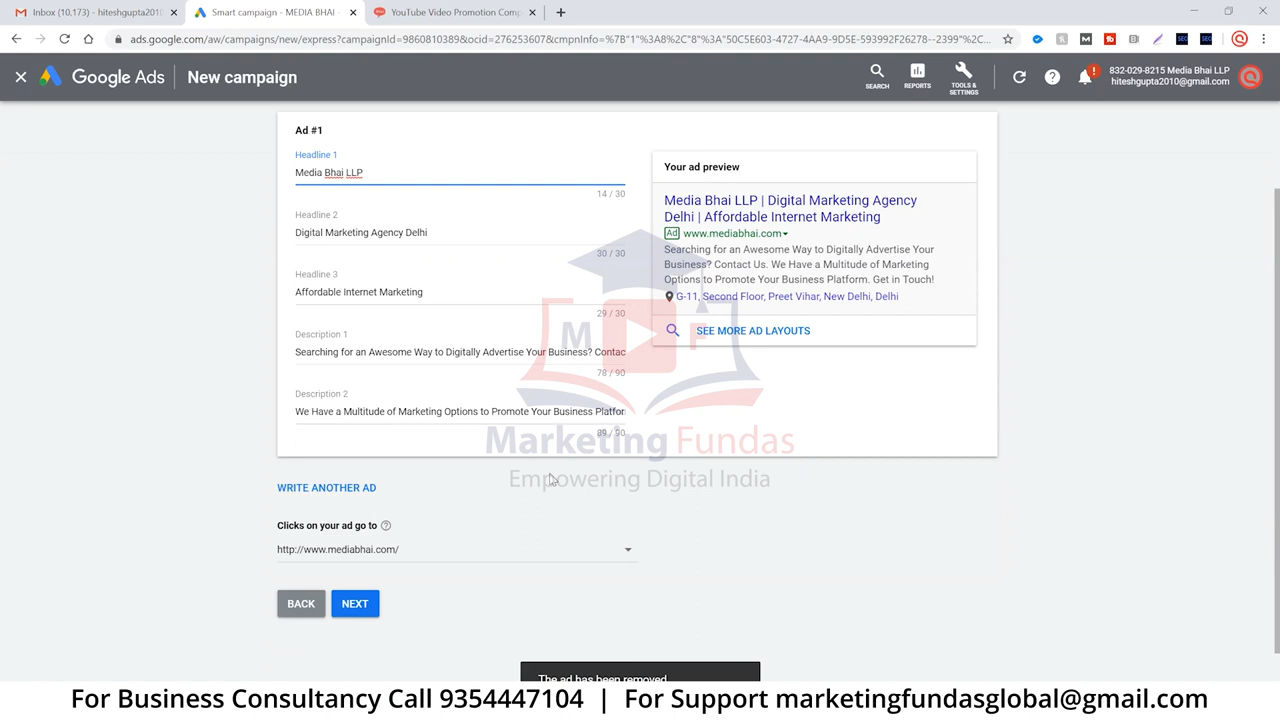 Inbox (10,173) - hiteshgupta2010
Smart campaign - MEDIA BHAI -
YouTube Video Promotion Comp
ads.google.com/aw/campaigns/new/express?campaignId=9860810389&ocid=276253607&cmpnInfo=%7B"1"%3A8%2C"8"%3A"50C5E603-4727-4AA9-9D5E-593992F26278--2399"%2C...
Google Ads
New campaign
SEARCH
REPORTS
TOOLS & SETTINGS
832-029-8215 Media Bhai LLP
hiteshgupta2010@gmail.com
Ad #1
Headline 1
Media Bhai LLP
14 / 30
Headline 2
Digital Marketing Agency Delhi
30 / 30
Headline 3
Affordable Internet Marketing
29 / 30
Description 1
Searching for an Awesome Way to Digitally Advertise Your Business? Contac
78 / 90
Description 2
We Have a Multitude of Marketing Options to Promote Your Business Platfor
89 / 90
Your ad preview
Media Bhai LLP | Digital Marketing Agency
Delhi | Affordable Internet Marketing
Ad www.mediabhai.com
Searching for an Awesome Way to Digitally Advertise Your
Business? Contact Us. We Have a Multitude of Marketing
Options to Promote Your Business Platform. Get in Touch!
G-11, Second Floor, Preet Vihar, New Delhi, Delhi
SEE MORE AD LAYOUTS
M F
Marketing Fundas
Empowering Digital India
WRITE ANOTHER AD
Clicks on your ad go to
http://www.mediabhai.com/
BACK
NEXT
The ad has been removed
For Business Consultancy Call 9354447104 | For Support marketingfundasglobal@gmail.com